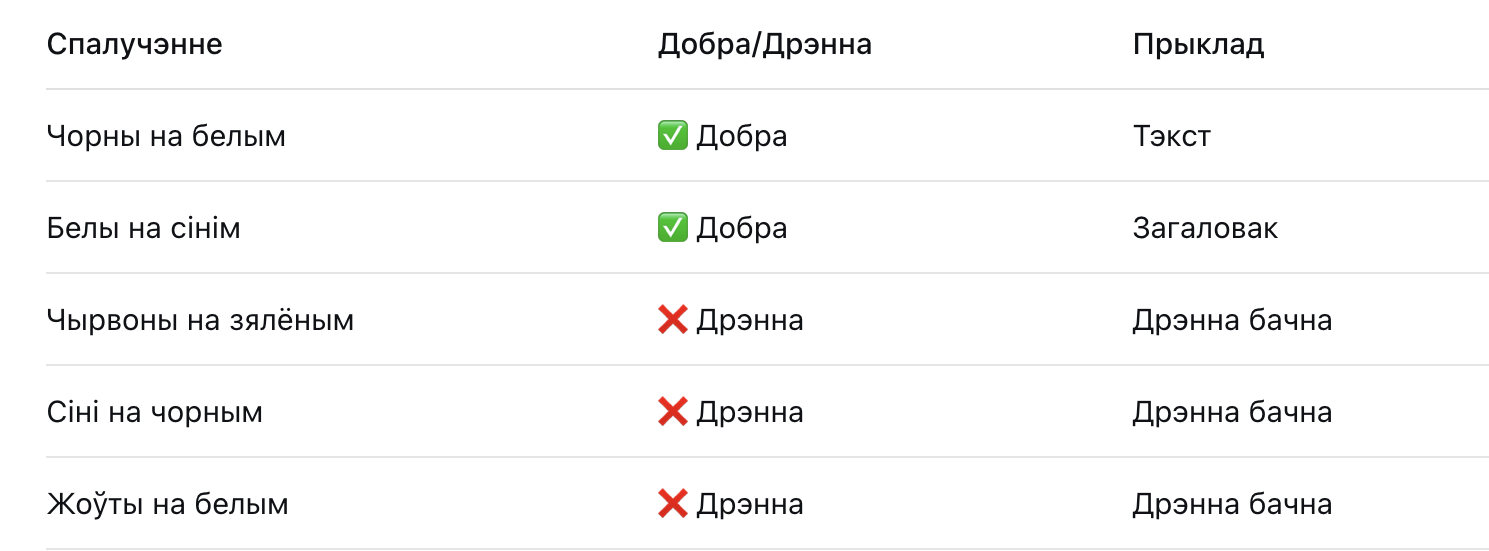 Спалучэнне Добра/Дрэнна Прыклад
Чорны на белым ✅ Добра Тэкст
Белы на сінім ✅ Добра Загаловак
Чырвоны на зялёным ❌ Дрэнна Дрэнна бачна
Сіні на чорным ❌ Дрэнна Дрэнна бачна
Жоўты на белым ❌ Дрэнна Дрэнна бачна